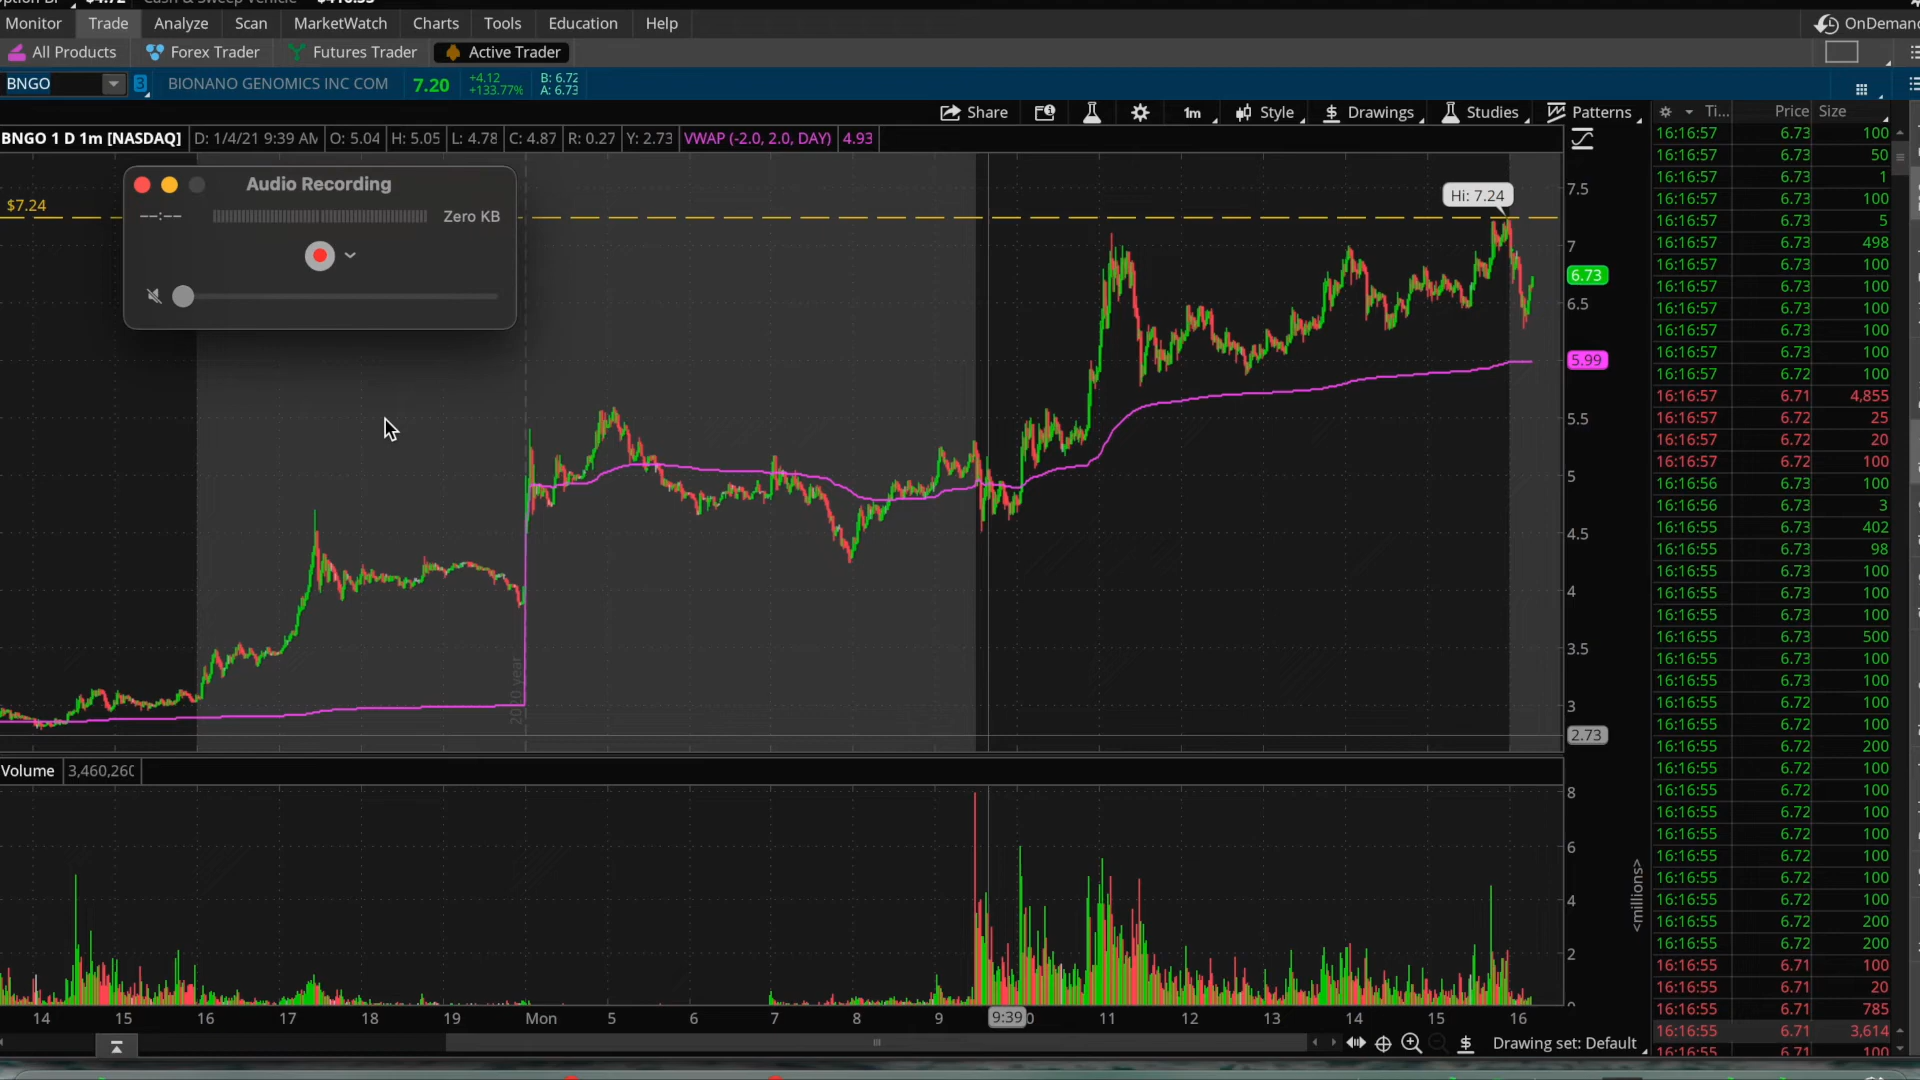 $4.72 Cash & Sweep Vehicle
Monitor Trade Analyze Scan MarketWatch Charts Tools Education Help OnDemand
All Products Forex Trader Futures Trader Active Trader
BNGO 3 BIONANO GENOMICS INC COM 7.20 +4.12 B: 6.72
+133.77% A: 6.73
Share 1m Style $ Drawings Studies Patterns Ti... Price Size
BNGO 1 D 1m [NASDAQ] D: 1/4/21 9:39 AM O: 5.04 H: 5.05 L: 4.78 C: 4.87 R: 0.27 Y: 2.73 VWAP (-2.0, 2.0, DAY) 4.93
Audio Recording
--:-- Zero KB
$7.24
Hi: 7.24
7.5
7
6.73
6.5
5.99
5.5
5
4.5
4
3.5
3
2.73
Volume 3,460,260
8
6
4
2
0
<millions>
14 15 16 17 18 19 Mon 5 6 7 8 9 9:39 0 11 12 13 14 15 16
Drawing set: Default
16:16:57 6.73 100
16:16:57 6.73 50
16:16:57 6.73 1
16:16:57 6.73 100
16:16:57 6.73 5
16:16:57 6.73 498
16:16:57 6.73 100
16:16:57 6.73 100
16:16:57 6.73 100
16:16:57 6.73 100
16:16:57 6.73 100
16:16:57 6.72 100
16:16:57 6.71 4,855
16:16:57 6.72 25
16:16:57 6.72 20
16:16:57 6.72 100
16:16:56 6.73 100
16:16:56 6.73 3
16:16:55 6.73 402
16:16:55 6.73 98
16:16:55 6.73 100
16:16:55 6.73 100
16:16:55 6.73 100
16:16:55 6.73 500
16:16:55 6.73 100
16:16:55 6.72 100
16:16:55 6.72 100
16:16:55 6.72 100
16:16:55 6.72 200
16:16:55 6.72 100
16:16:55 6.72 100
16:16:55 6.72 100
16:16:55 6.72 100
16:16:55 6.72 100
16:16:55 6.72 100
16:16:55 6.72 100
16:16:55 6.72 200
16:16:55 6.72 200
16:16:55 6.71 100
16:16:55 6.71 20
16:16:55 6.71 785
16:16:55 6.71 3,614
16:16:55 6.71 100